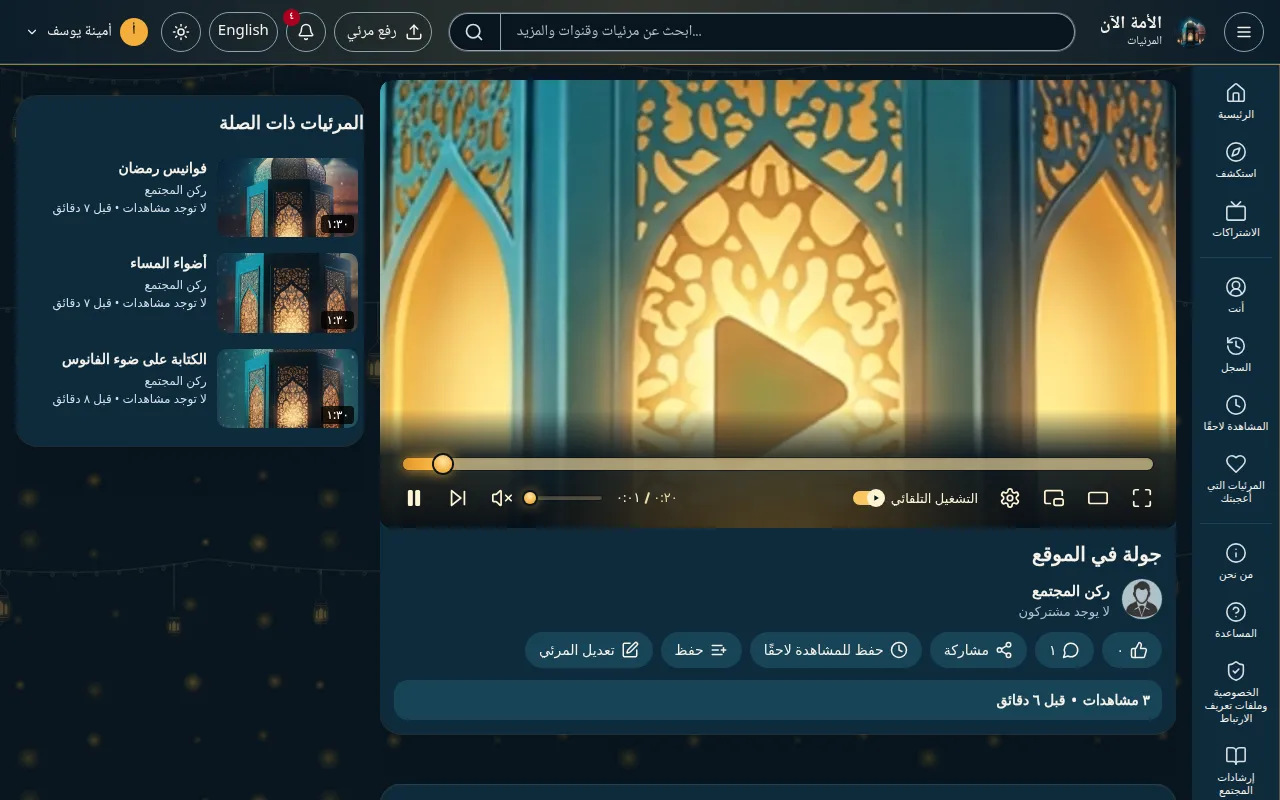 الأمة الآن
المرئيات
ابحث عن مرئيات وقنوات والمزيد...
رفع مرئي
٤
English
أ
أمينة يوسف
الرئيسية
استكشف
الاشتراكات
أنت
السجل
المشاهدة لاحقًا
المرئيات التي
أعجبتك
من نحن
المساعدة
الخصوصية
وملفات تعريف
الارتباط
إرشادات
المجتمع
٠:٠١ / ٠:٢٠
التشغيل التلقائي
جولة في الموقع
ركن المجتمع
لا يوجد مشتركون
٠
١
مشاركة
حفظ للمشاهدة لاحقًا
حفظ
تعديل المرئي
٣ مشاهدات • قبل ٦ دقائق
المرئيات ذات الصلة
فوانيس رمضان
ركن المجتمع
لا توجد مشاهدات • قبل ٧ دقائق
١:٣٠
أضواء المساء
ركن المجتمع
لا توجد مشاهدات • قبل ٧ دقائق
١:٣٠
الكتابة على ضوء الفانوس
ركن المجتمع
لا توجد مشاهدات • قبل ٨ دقائق
١:٣٠